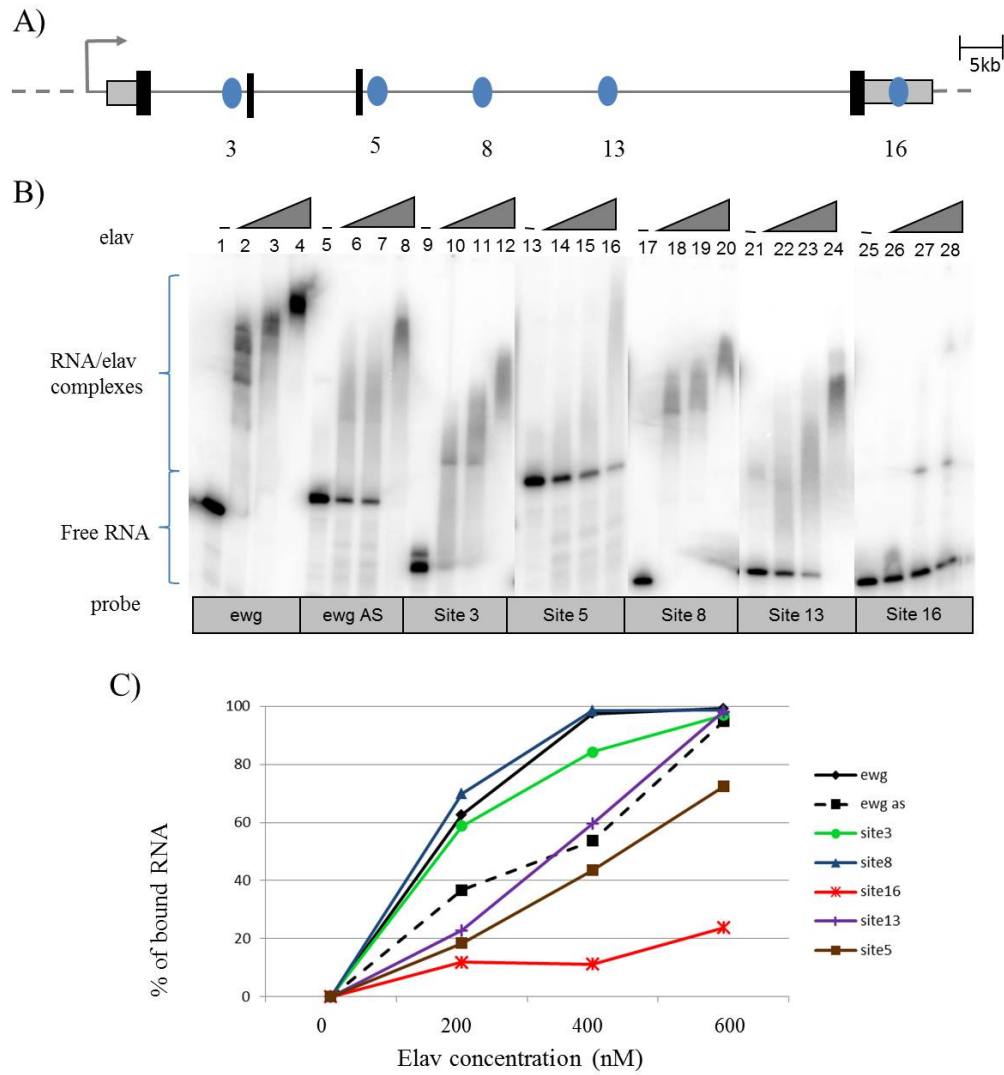 A)
5kb
3 5 8 13 16
B)
elav
1 2 3 4 5 6 7 8 9 10 11 12 13 14 15 16 17 18 19 20 21 22 23 24 25 26 27 28
RNA/elav
complexes
Free RNA
probe
ewg ewg AS Site 3 Site 5 Site 8 Site 13 Site 16
C)
100
80
60
40
20
0
% of bound RNA
0 200 400 600
Elav concentration (nM)
ewg
ewg as
site3
site8
site16
site13
site5